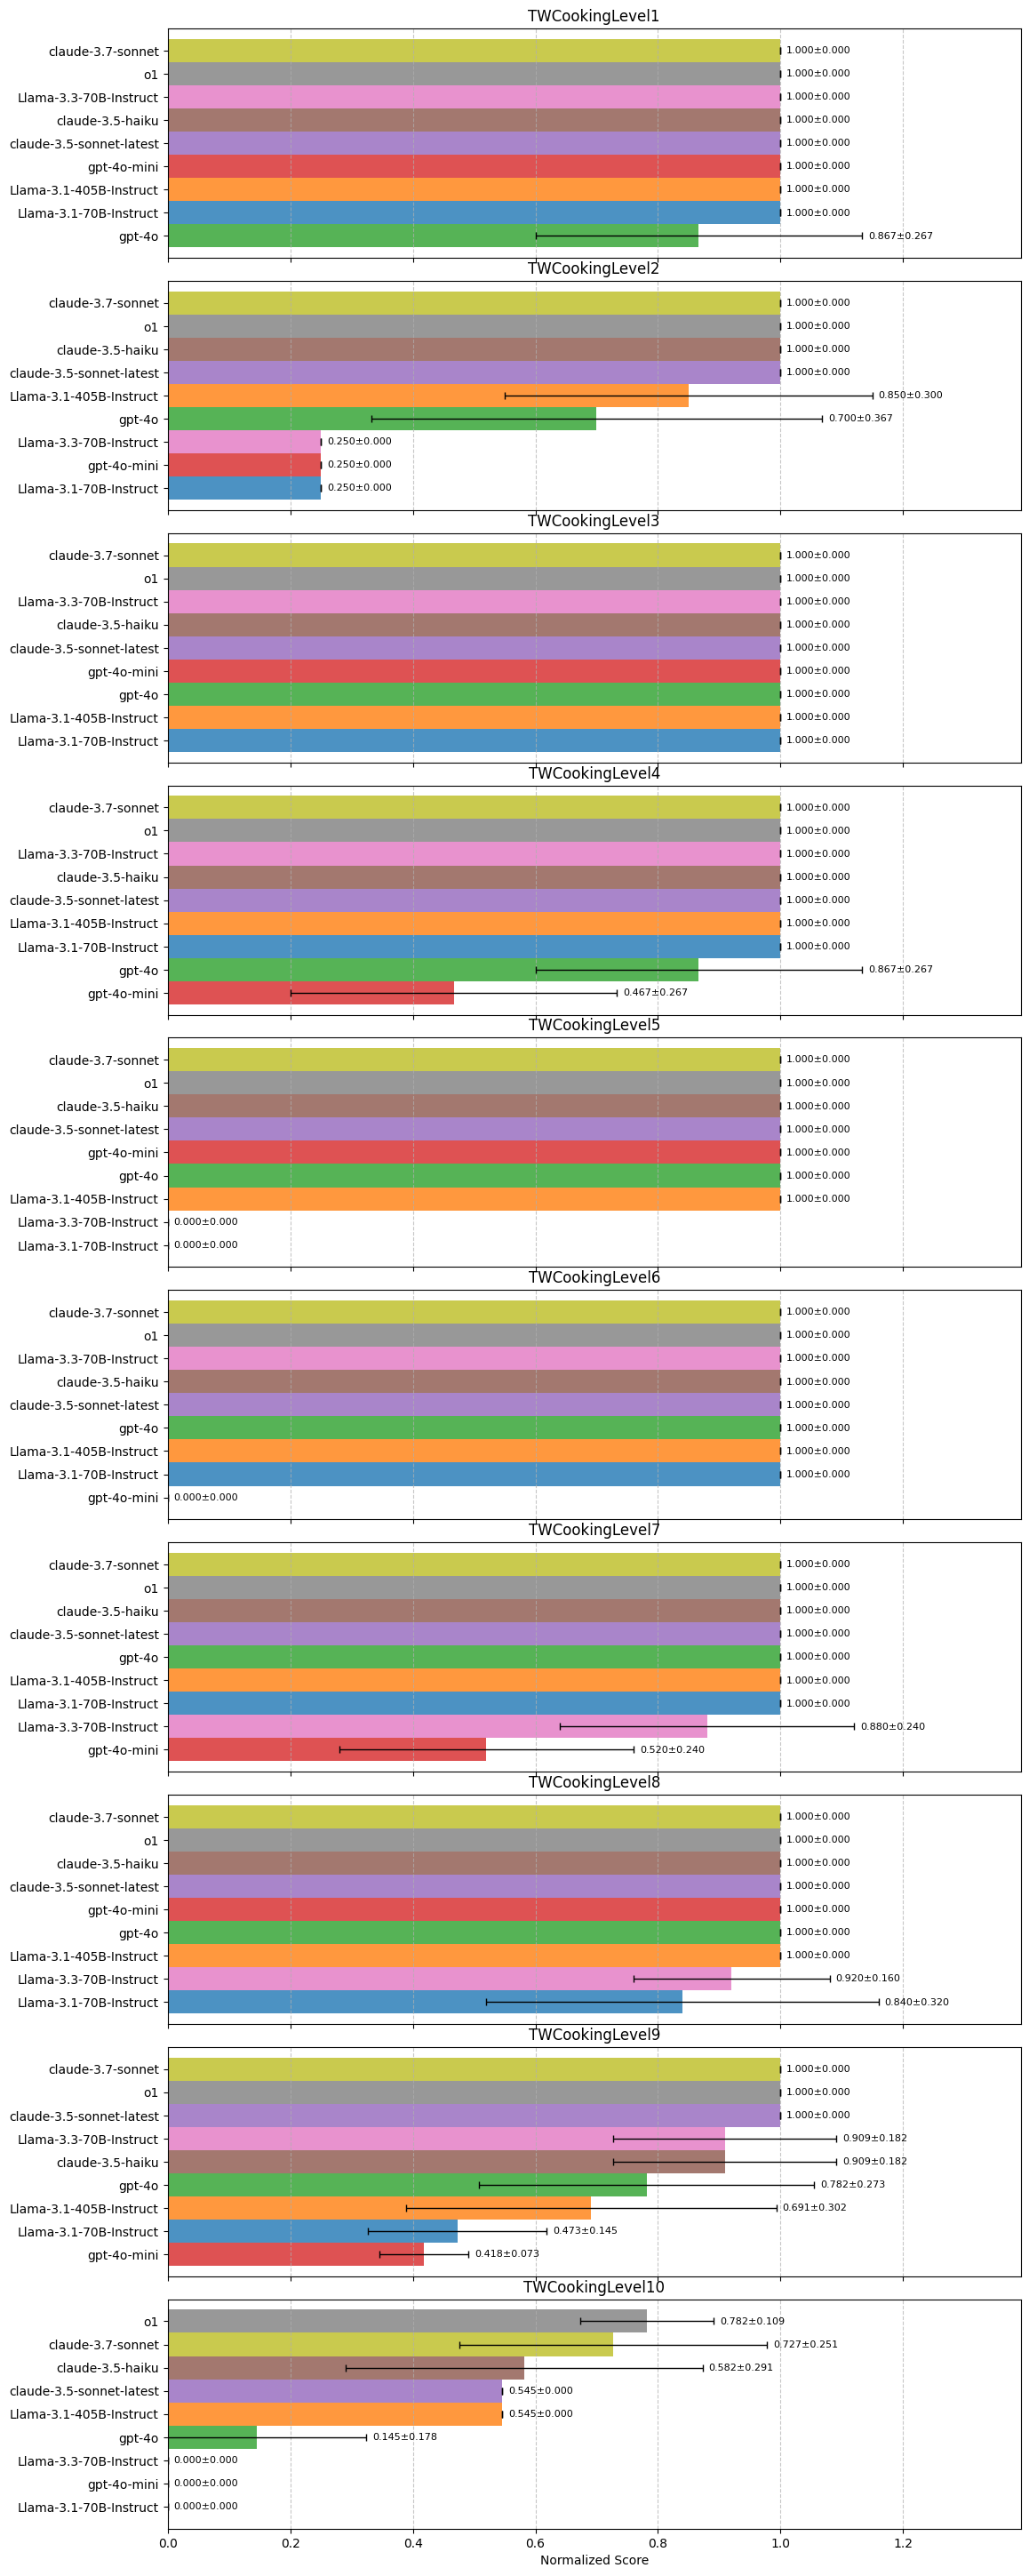 TWCookingLevel1
claude-3.7-sonnet 1.000±0.000
o1 1.000±0.000
Llama-3.3-70B-Instruct 1.000±0.000
claude-3.5-haiku 1.000±0.000
claude-3.5-sonnet-latest 1.000±0.000
gpt-4o-mini 1.000±0.000
Llama-3.1-405B-Instruct 1.000±0.000
Llama-3.1-70B-Instruct 1.000±0.000
gpt-4o 0.867±0.267
TWCookingLevel2
claude-3.7-sonnet 1.000±0.000
o1 1.000±0.000
claude-3.5-haiku 1.000±0.000
claude-3.5-sonnet-latest 1.000±0.000
Llama-3.1-405B-Instruct 0.850±0.300
gpt-4o 0.700±0.367
Llama-3.3-70B-Instruct 0.250±0.000
gpt-4o-mini 0.250±0.000
Llama-3.1-70B-Instruct 0.250±0.000
TWCookingLevel3
claude-3.7-sonnet 1.000±0.000
o1 1.000±0.000
Llama-3.3-70B-Instruct 1.000±0.000
claude-3.5-haiku 1.000±0.000
claude-3.5-sonnet-latest 1.000±0.000
gpt-4o-mini 1.000±0.000
gpt-4o 1.000±0.000
Llama-3.1-405B-Instruct 1.000±0.000
Llama-3.1-70B-Instruct 1.000±0.000
TWCookingLevel4
claude-3.7-sonnet 1.000±0.000
o1 1.000±0.000
Llama-3.3-70B-Instruct 1.000±0.000
claude-3.5-haiku 1.000±0.000
claude-3.5-sonnet-latest 1.000±0.000
Llama-3.1-405B-Instruct 1.000±0.000
Llama-3.1-70B-Instruct 1.000±0.000
gpt-4o 0.867±0.267
gpt-4o-mini 0.467±0.267
TWCookingLevel5
claude-3.7-sonnet 1.000±0.000
o1 1.000±0.000
claude-3.5-haiku 1.000±0.000
claude-3.5-sonnet-latest 1.000±0.000
gpt-4o-mini 1.000±0.000
gpt-4o 1.000±0.000
Llama-3.1-405B-Instruct 1.000±0.000
Llama-3.3-70B-Instruct 0.000±0.000
Llama-3.1-70B-Instruct 0.000±0.000
TWCookingLevel6
claude-3.7-sonnet 1.000±0.000
o1 1.000±0.000
Llama-3.3-70B-Instruct 1.000±0.000
claude-3.5-haiku 1.000±0.000
claude-3.5-sonnet-latest 1.000±0.000
gpt-4o 1.000±0.000
Llama-3.1-405B-Instruct 1.000±0.000
Llama-3.1-70B-Instruct 1.000±0.000
gpt-4o-mini 0.000±0.000
TWCookingLevel7
claude-3.7-sonnet 1.000±0.000
o1 1.000±0.000
claude-3.5-haiku 1.000±0.000
claude-3.5-sonnet-latest 1.000±0.000
gpt-4o 1.000±0.000
Llama-3.1-405B-Instruct 1.000±0.000
Llama-3.1-70B-Instruct 1.000±0.000
Llama-3.3-70B-Instruct 0.880±0.240
gpt-4o-mini 0.520±0.240
TWCookingLevel8
claude-3.7-sonnet 1.000±0.000
o1 1.000±0.000
claude-3.5-haiku 1.000±0.000
claude-3.5-sonnet-latest 1.000±0.000
gpt-4o-mini 1.000±0.000
gpt-4o 1.000±0.000
Llama-3.1-405B-Instruct 1.000±0.000
Llama-3.3-70B-Instruct 0.920±0.160
Llama-3.1-70B-Instruct 0.840±0.320
TWCookingLevel9
claude-3.7-sonnet 1.000±0.000
o1 1.000±0.000
claude-3.5-sonnet-latest 1.000±0.000
Llama-3.3-70B-Instruct 0.909±0.182
claude-3.5-haiku 0.909±0.182
gpt-4o 0.782±0.273
Llama-3.1-405B-Instruct 0.691±0.302
Llama-3.1-70B-Instruct 0.473±0.145
gpt-4o-mini 0.418±0.073
TWCookingLevel10
o1 0.782±0.109
claude-3.7-sonnet 0.727±0.251
claude-3.5-haiku 0.582±0.291
claude-3.5-sonnet-latest 0.545±0.000
Llama-3.1-405B-Instruct 0.545±0.000
gpt-4o 0.145±0.178
Llama-3.3-70B-Instruct 0.000±0.000
gpt-4o-mini 0.000±0.000
Llama-3.1-70B-Instruct 0.000±0.000
0.0 0.2 0.4 0.6 0.8 1.0 1.2
Normalized Score